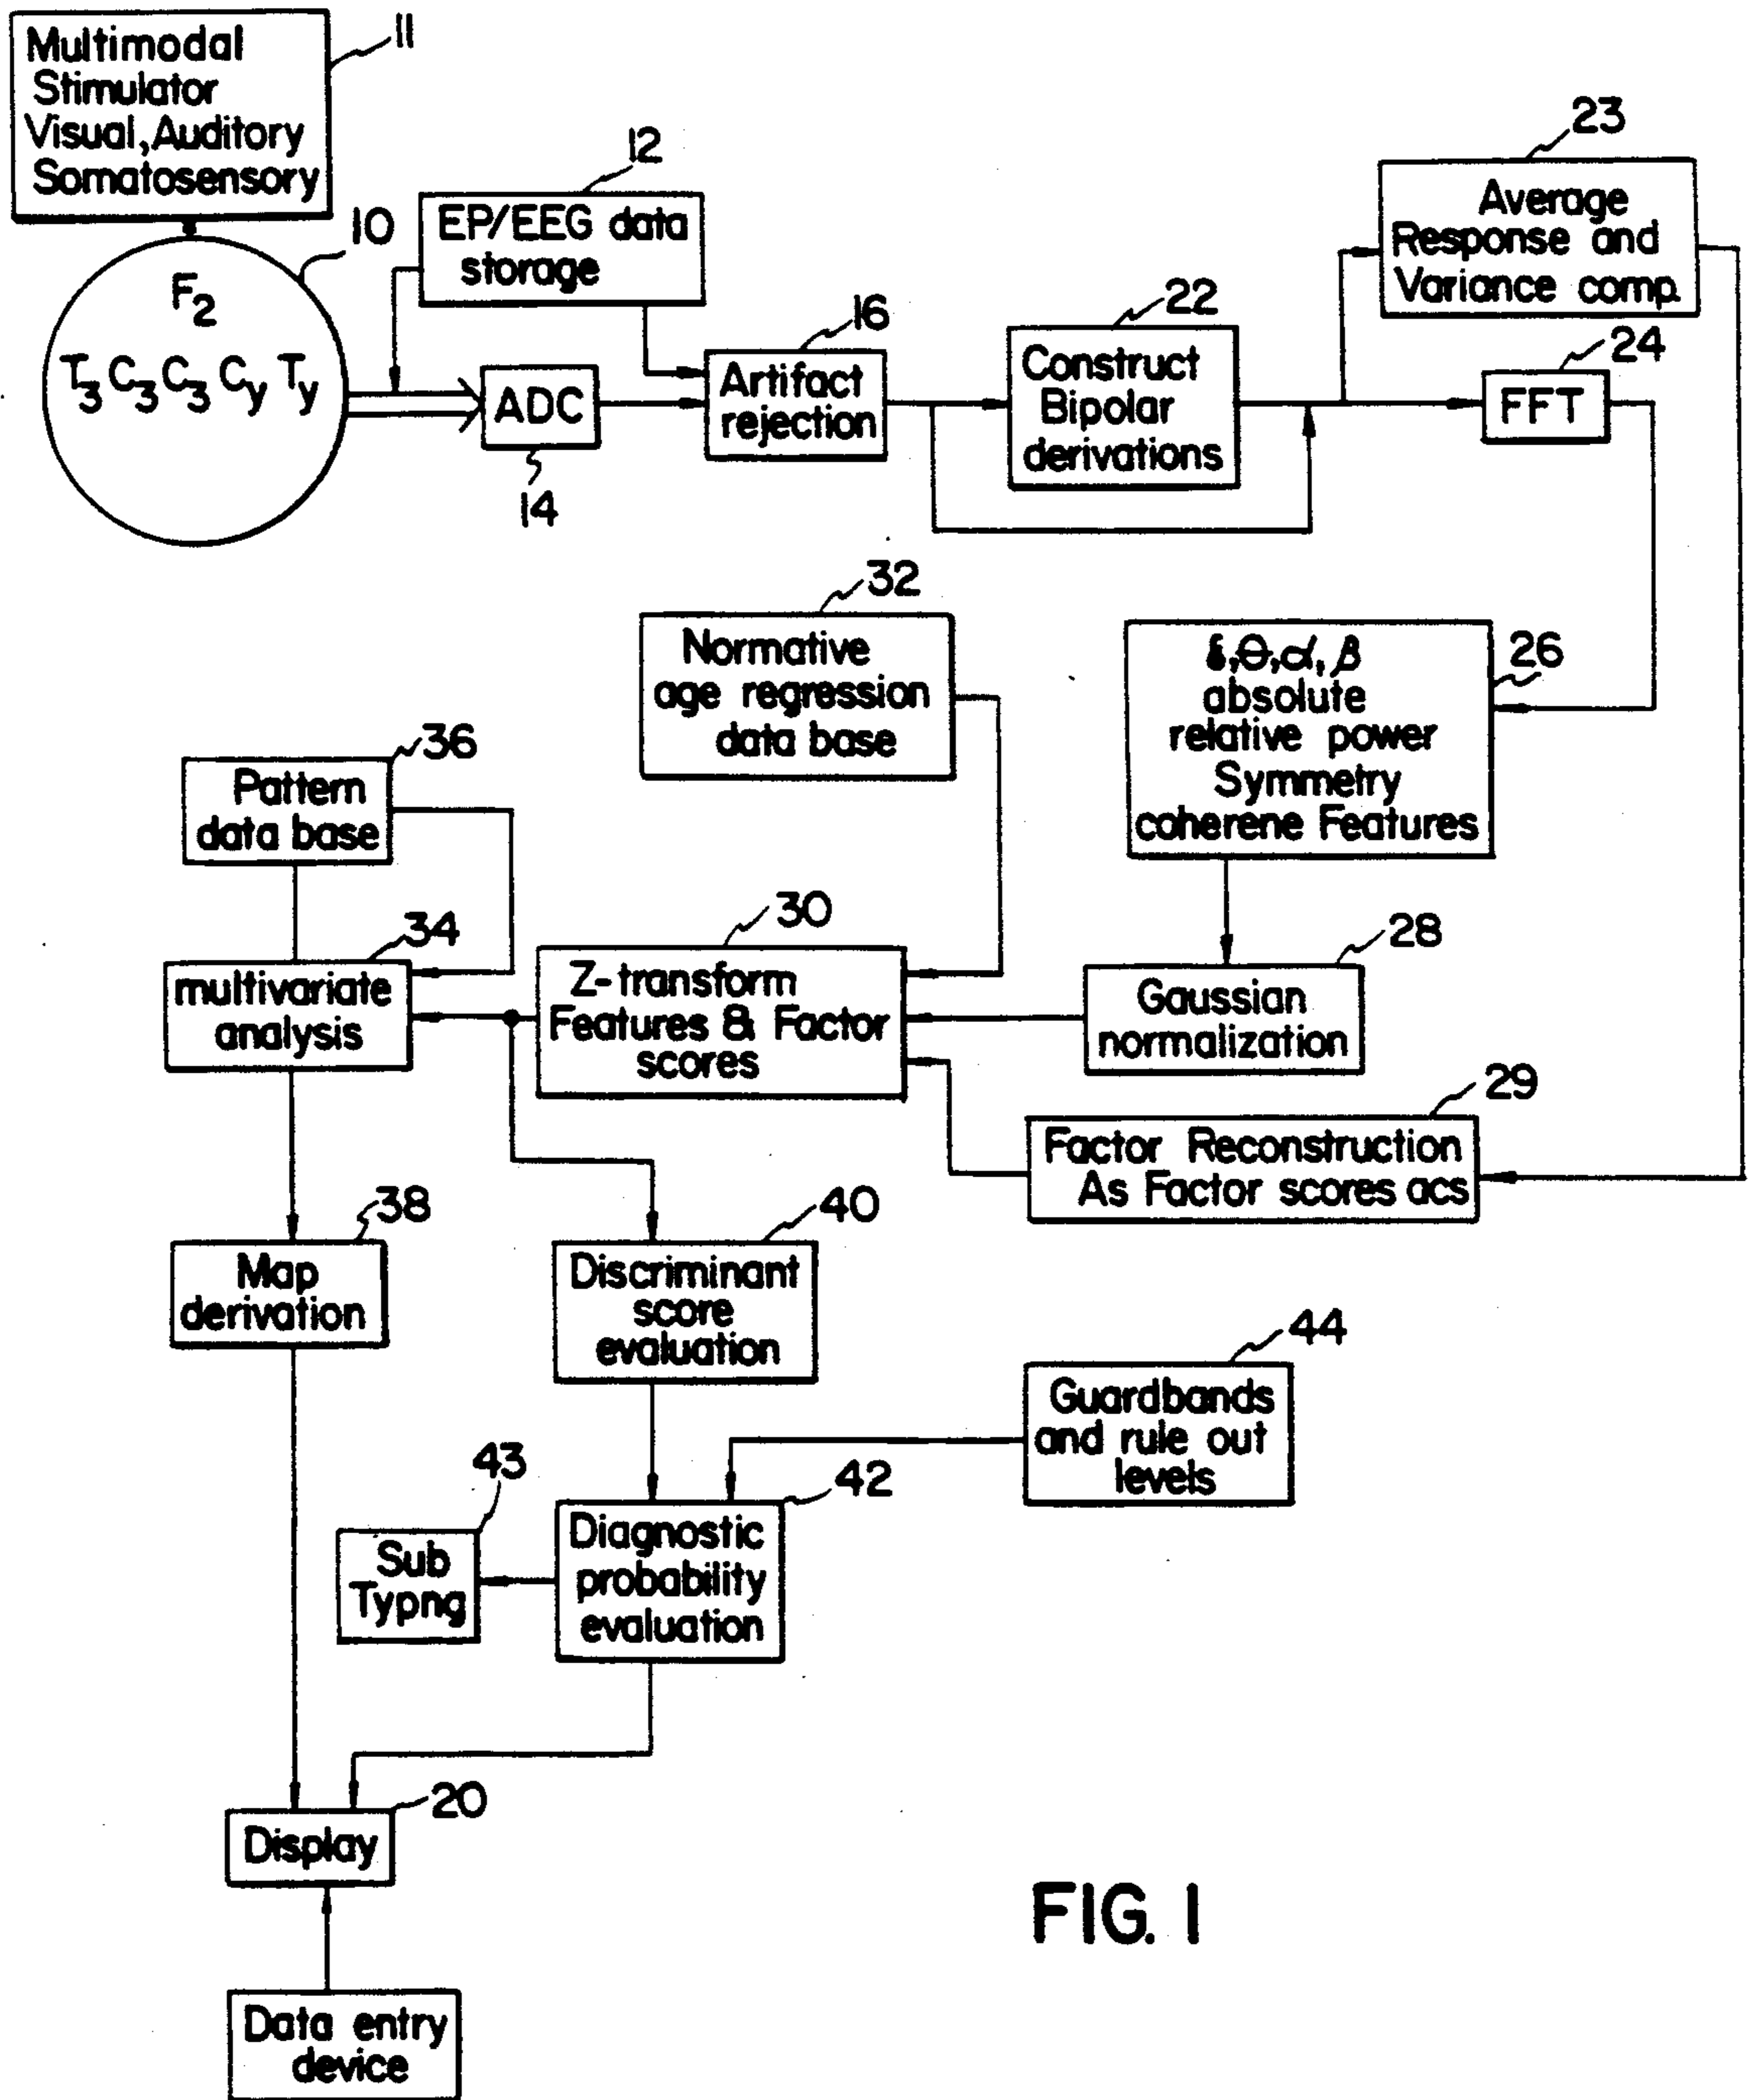 Multimodal
Stimulator
Visual, Auditory
Somatosensory
11
10
F2
T3 C3 C3 Cy Ty
12
EP/EEG data
storage
ADC
14
16
Artifact
rejection
22
Construct
Bipolar
derivations
23
Average
Response and
Variance comp.
24
FFT
32
Normative
age regression
data base
26
δ,θ,α,β
absolute
relative power
Symmetry
coherene Features
36
Pattern
data base
34
multivariate
analysis
30
Z-transform
Features & Factor
scores
28
Gaussian
normalization
29
Factor Reconstruction
As Factor scores acs
38
Map
derivation
40
Discriminant
score
evaluation
44
Guardbands
and rule out
levels
43
Sub
Typng
42
Diagnostic
probability
evaluation
20
Display
Data entry
device
FIG. 1